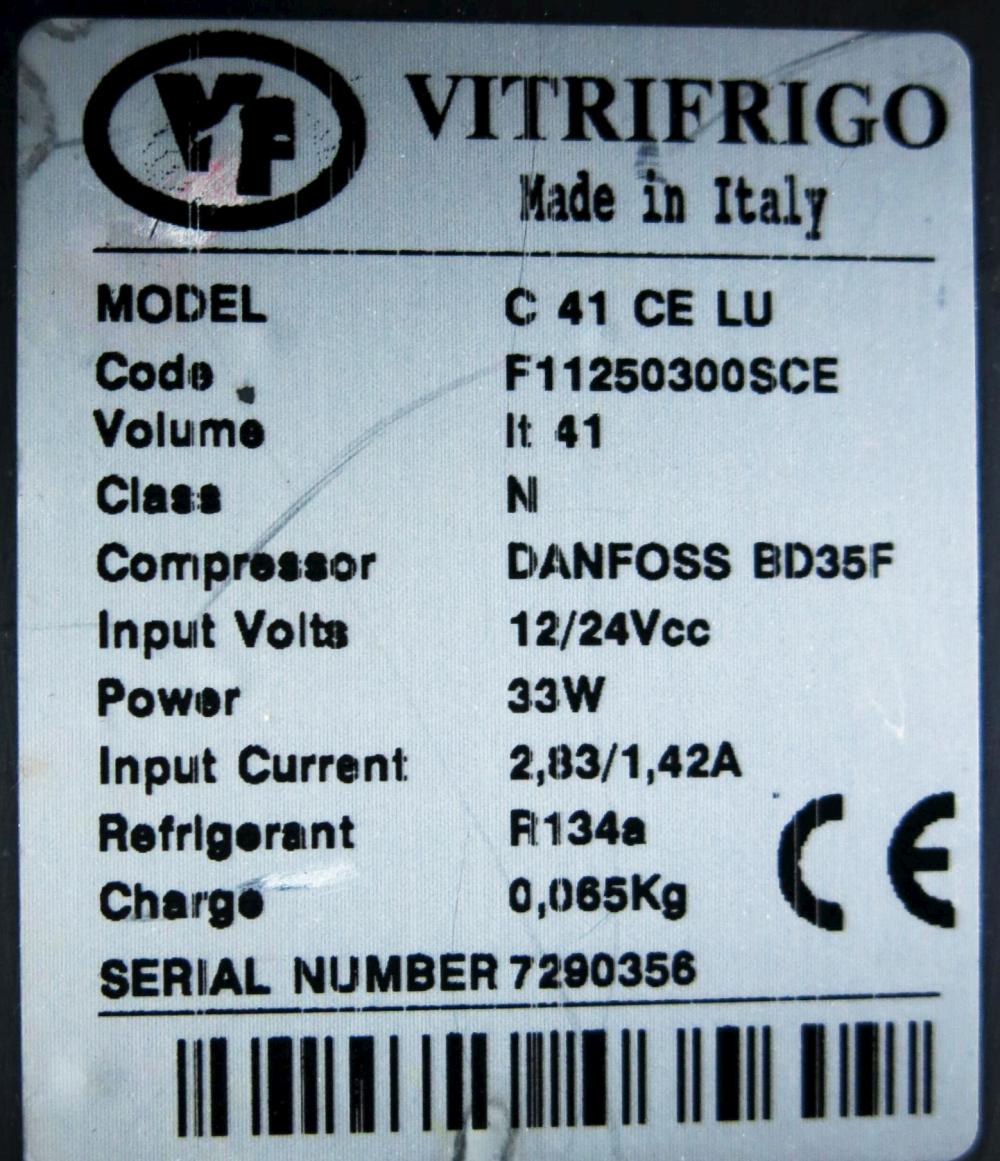 VF
VITRIFRIGO
Made in Italy
MODEL C 41 CE LU
Code F11250300SCE
Volume lt 41
Class N
Compressor DANFOSS BD35F
Input Volts 12/24Vcc
Power 33W
Input Current 2,83/1,42A
Refrigerant R134a
Charge 0,065Kg
CE
SERIAL NUMBER 7290356